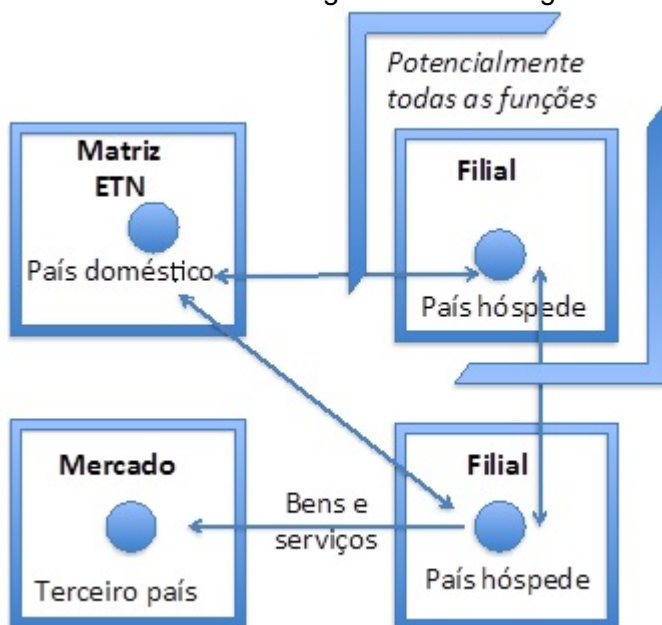 Potencialmente
todas as funções
Matriz
ETN
País doméstico
Filial
País hóspede
Mercado
Terceiro país
Bens e
serviços
Filial
País hóspede